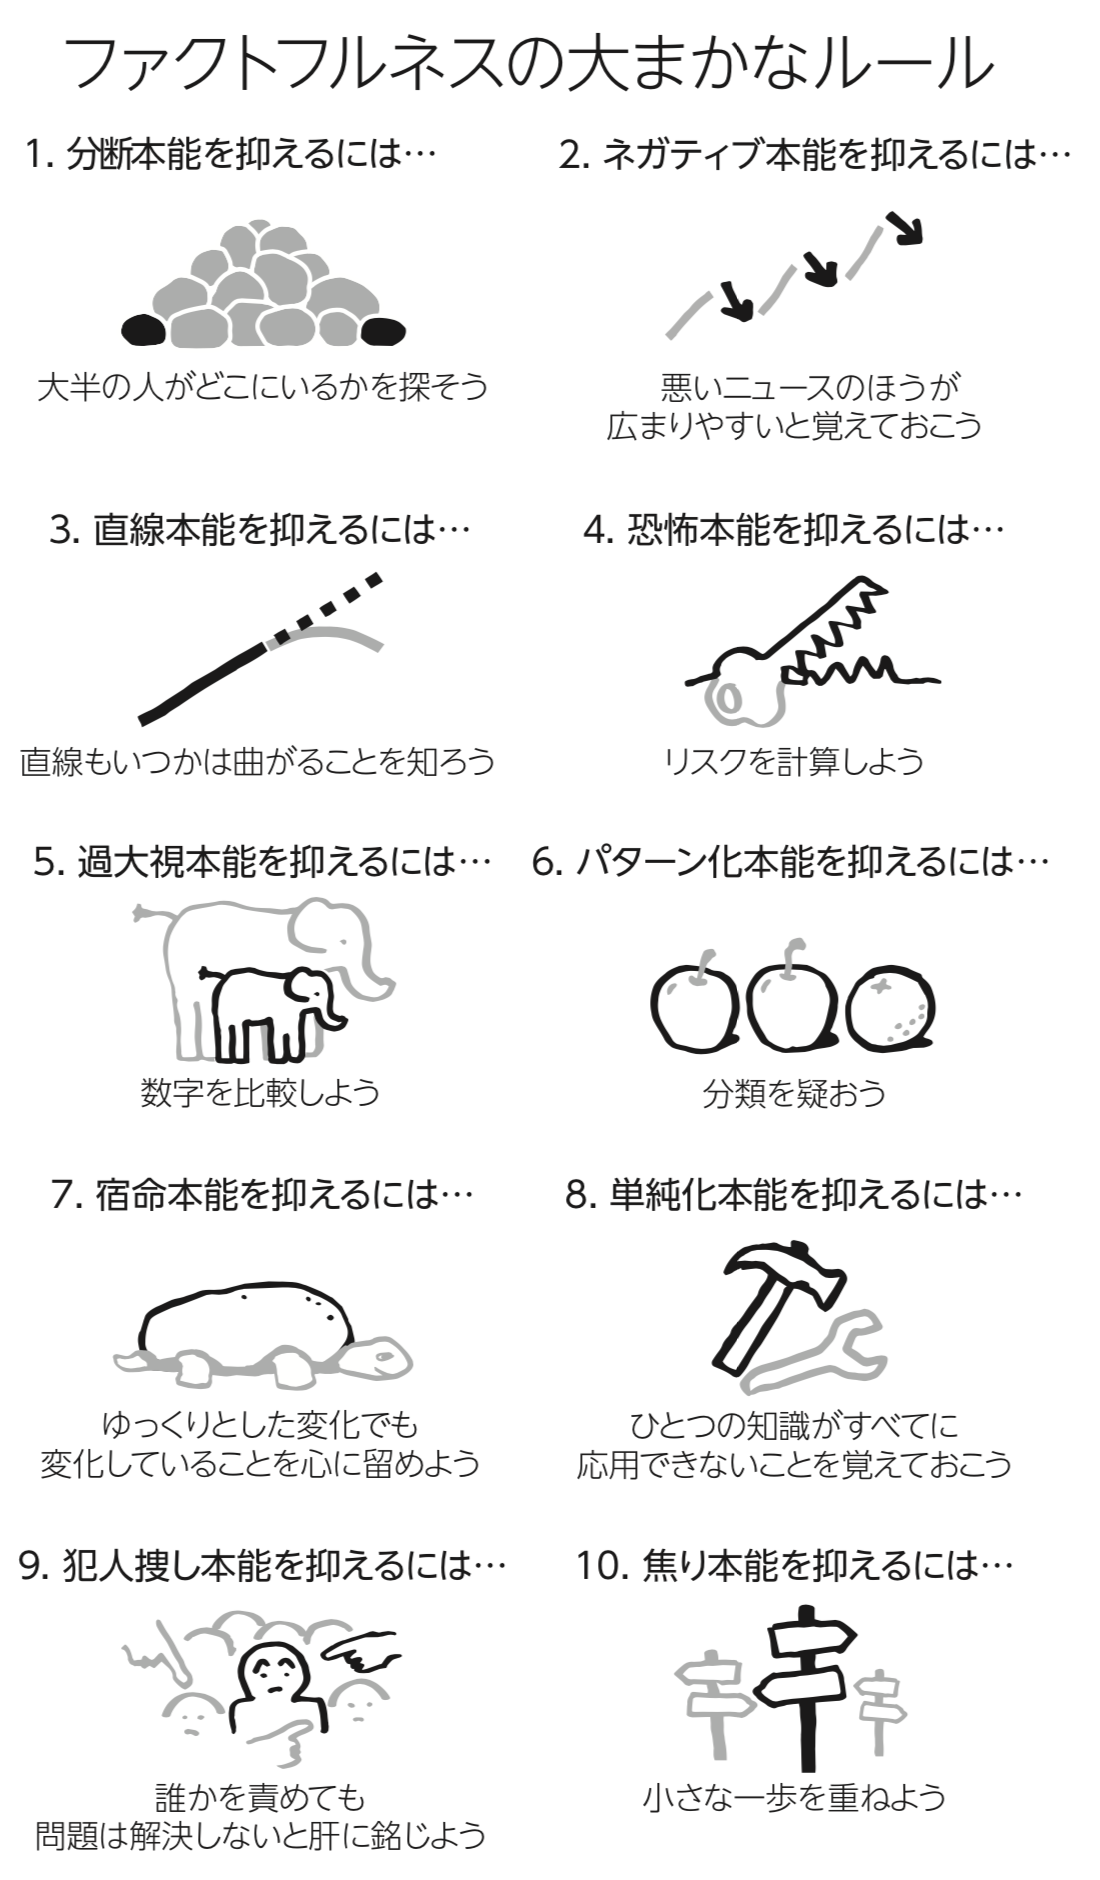 ファクトフルネスの大まかなルール
1. 分断本能を抑えるには…
大半の人がどこにいるかを探そう
2. ネガティブ本能を抑えるには…
悪いニュースのほうが
広まりやすいと覚えておこう
3. 直線本能を抑えるには…
直線もいつかは曲がることを知ろう
4. 恐怖本能を抑えるには…
リスクを計算しよう
5. 過大視本能を抑えるには…
数字を比較しよう
6. パターン化本能を抑えるには…
分類を疑おう
7. 宿命本能を抑えるには…
ゆっくりとした変化でも
変化していることを心に留めよう
8. 単純化本能を抑えるには…
ひとつの知識がすべてに
応用できないことを覚えておこう
9. 犯人捜し本能を抑えるには…
誰かを責めても
問題は解決しないと肝に銘じよう
10. 焦り本能を抑えるには…
小さな一歩を重ねよう